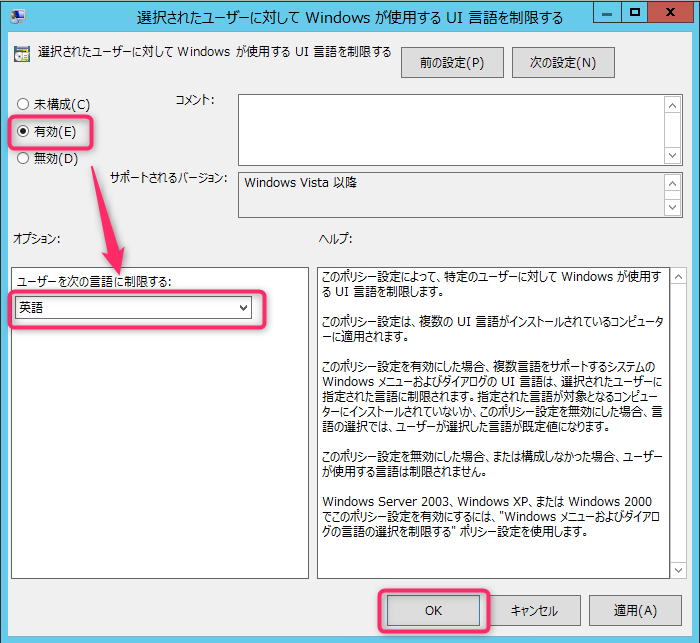 選択されたユーザーに対して Windows が使用する UI 言語を制限する
選択されたユーザーに対して Windows が使用する UI 言語を制限する
前の設定(P)
次の設定(N)
未構成(C)
有効(E)
無効(D)
コメント:
サポートされるバージョン:
Windows Vista 以降
オプション:
ヘルプ:
ユーザーを次の言語に制限する:
英語
このポリシー設定によって、特定のユーザーに対して Windows が使用す
る UI 言語を制限します。
このポリシー設定は、複数の UI 言語がインストールされているコンピューター
に適用されます。
このポリシー設定を有効にした場合、複数言語をサポートするシステムの
Windows メニューおよびダイアログの UI 言語は、選択されたユーザーに
指定された言語に制限されます。指定された言語が対象となるコンピュー
ターにインストールされていないか、このポリシー設定を無効にした場合、言
語の選択では、ユーザーが選択した言語が既定値になります。
このポリシー設定を無効にした場合、または構成しなかった場合、ユーザー
が使用する言語は制限されません。
Windows Server 2003、Windows XP、または Windows 2000
でこのポリシー設定を有効にするには、"Windows メニューおよびダイアロ
グの言語の選択を制限する" ポリシー設定を使用します。
OK
キャンセル
適用(A)